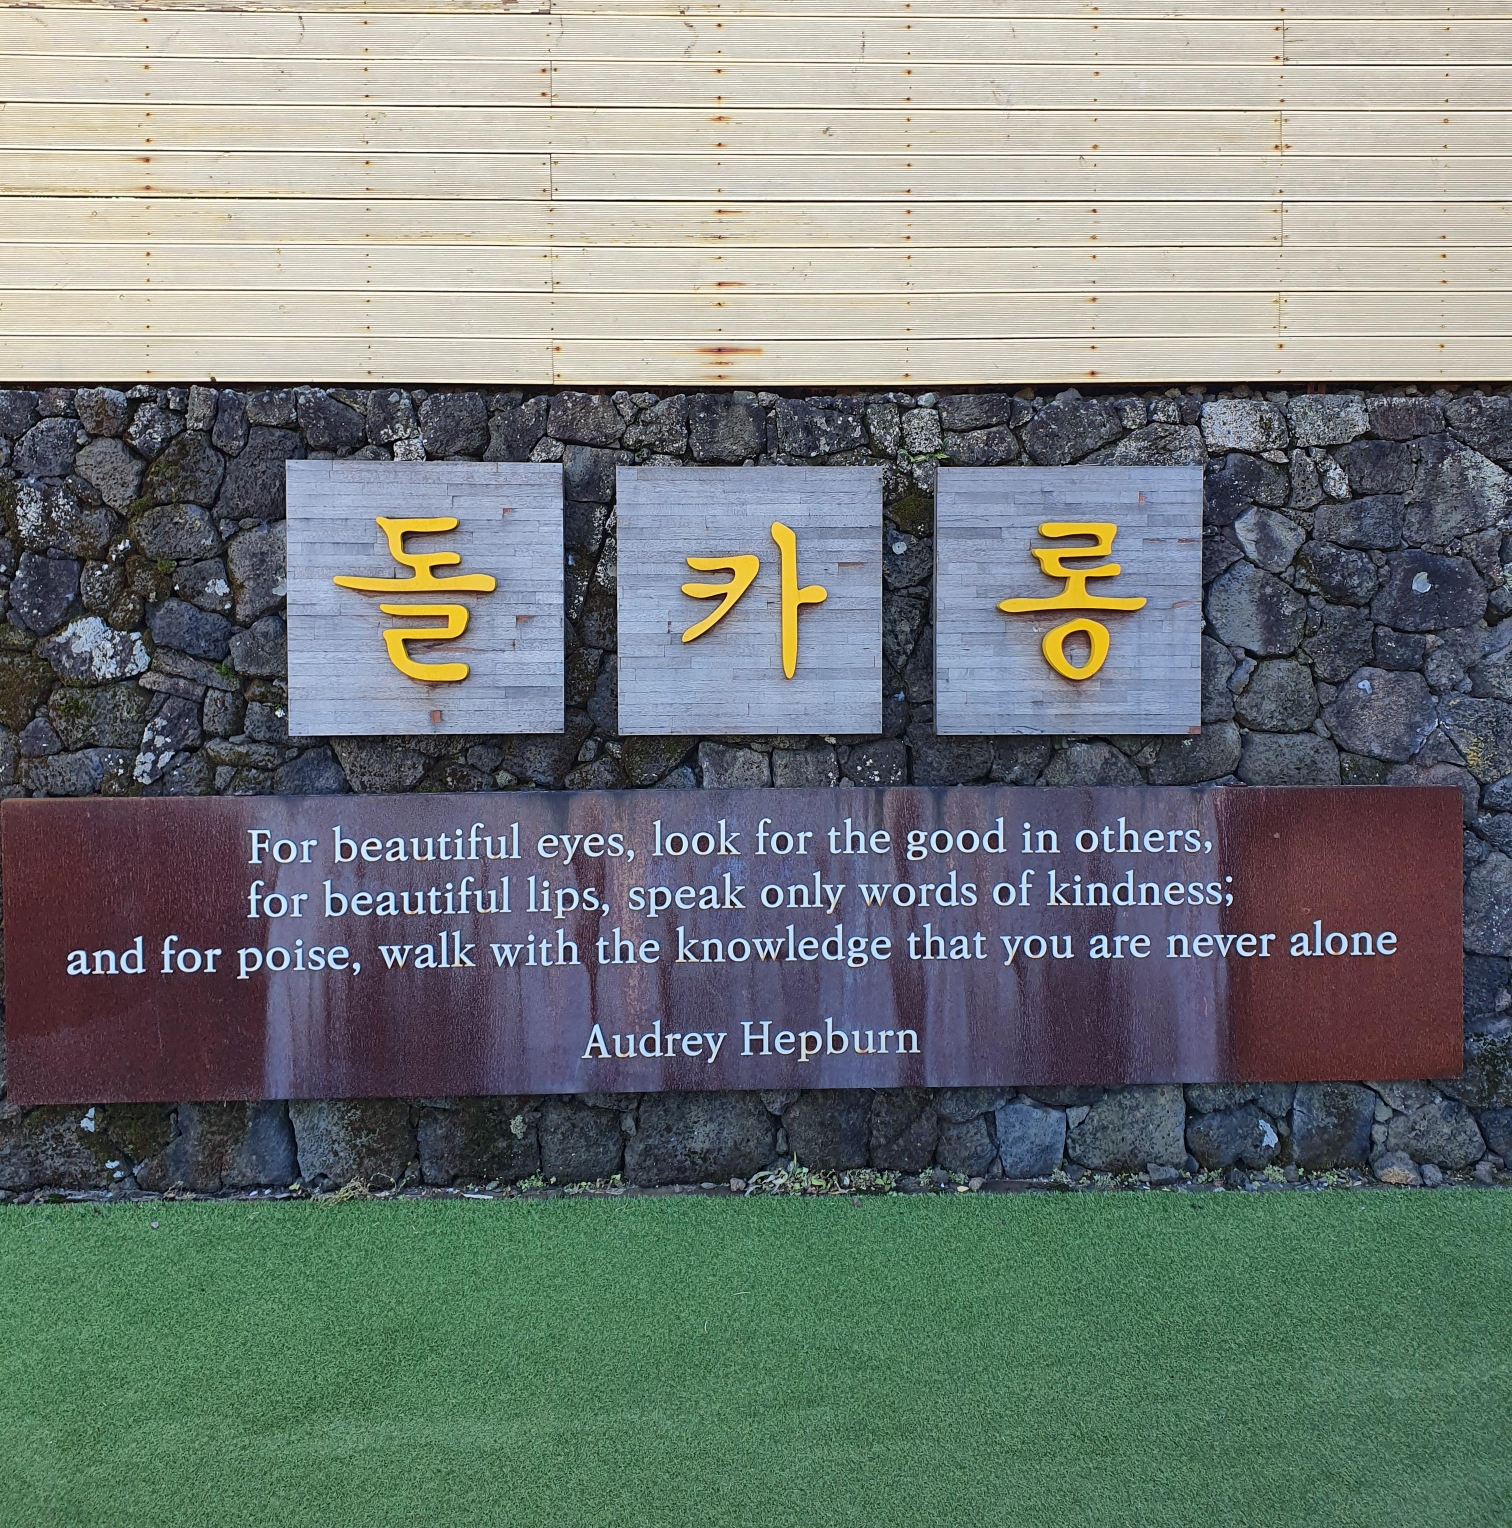 돌카롱
For beautiful eyes, look for the good in others,
for beautiful lips, speak only words of kindness;
and for poise, walk with the knowledge that you are never alone
Audrey Hepburn